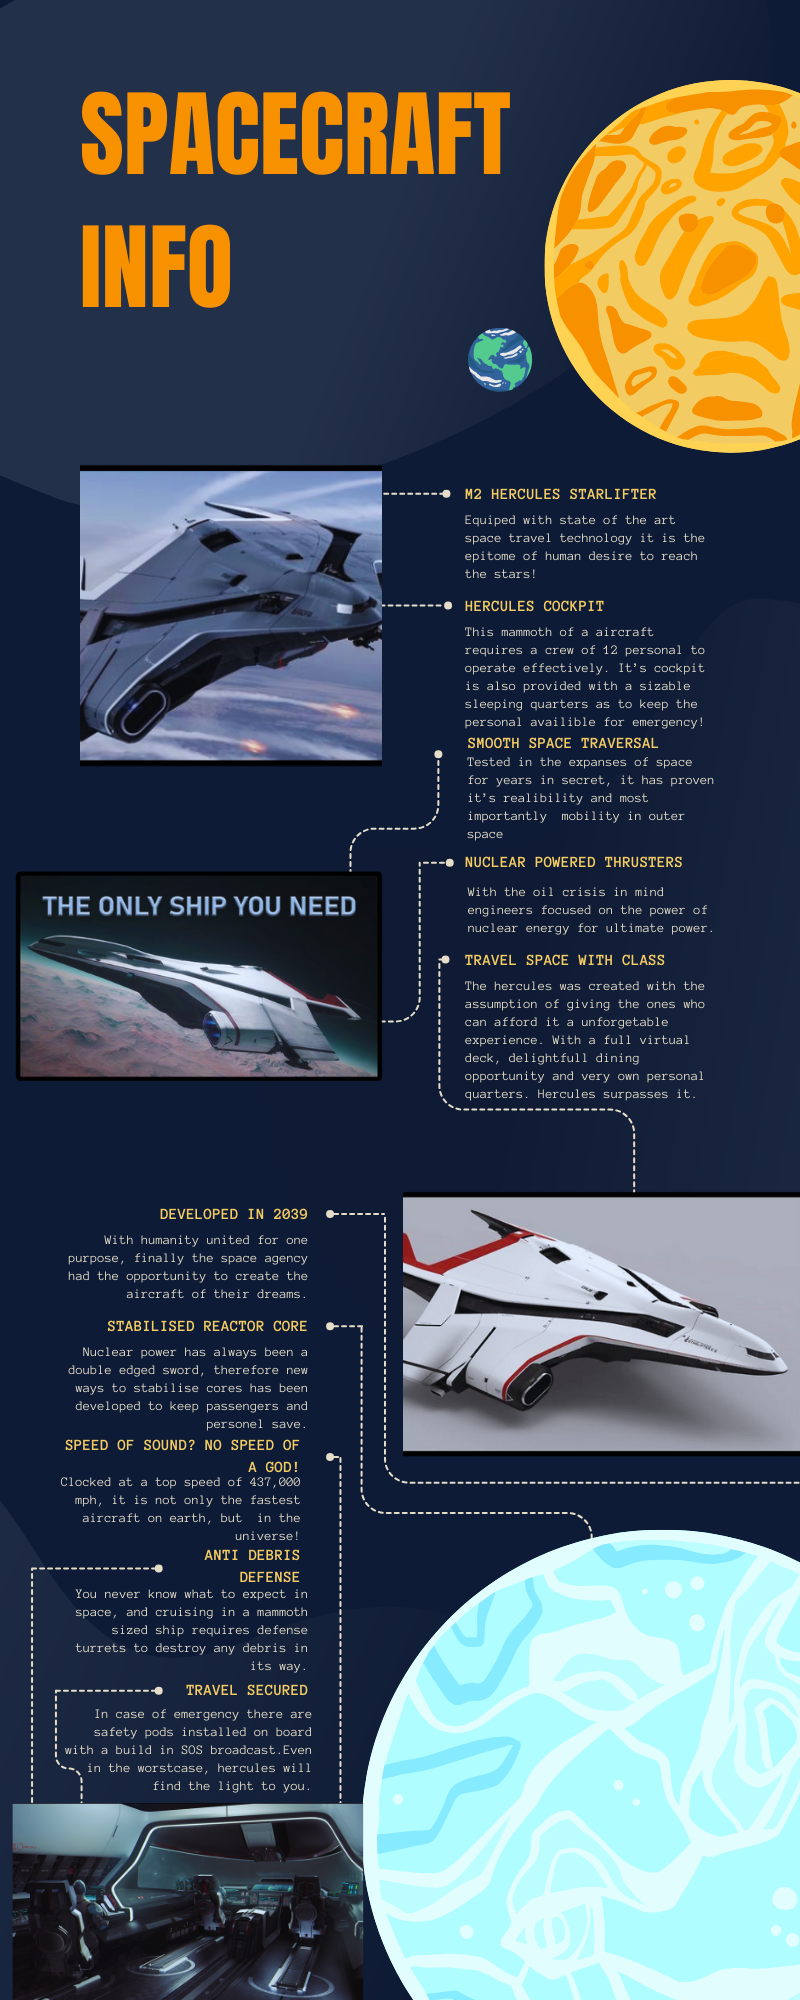 SPACECRAFT
INFO
M2 HERCULES STARLIFTER
Equiped with state of the art
space travel technology it is the
epitome of human desire to reach
the stars!
HERCULES COCKPIT
This mammoth of a aircraft
requires a crew of 12 personal to
operate effectively. It's cockpit
is also provided with a sizable
sleeping quarters as to keep the
personal availible for emergency!
SMOOTH SPACE TRAVERSAL
Tested in the expanses of space
for years in secret, it has proven
it's realibility and most
importantly mobility in outer
space
THE ONLY SHIP YOU NEED
NUCLEAR POWERED THRUSTERS
With the oil crisis in mind
engineers focused on the power of
nuclear energy for ultimate power.
TRAVEL SPACE WITH CLASS
The hercules was created with the
assumption of giving the ones who
can afford it a unforgetable
experience. With a full virtual
deck, delightfull dining
opportunity and very own personal
quarters. Hercules surpasses it.
DEVELOPED IN 2039
With humanity united for one
purpose, finally the space agency
had the opportunity to create the
aircraft of their dreams.
STABILISED REACTOR CORE
Nuclear power has always been a
double edged sword, therefore new
ways to stabilise cores has been
developed to keep passengers and
personel save.
SPEED OF SOUND? NO SPEED OF
A GOD!
Clocked at a top speed of 437,000
mph, it is not only the fastest
aircraft on earth, but in the
universe!
ANTI DEBRIS
DEFENSE
You never know what to expect in
space, and cruising in a mammoth
sized ship requires defense
turrets to destroy any debris in
its way.
TRAVEL SECURED
In case of emergency there are
safety pods installed on board
with a build in SOS broadcast.Even
in the worstcase, hercules will
find the light to you.